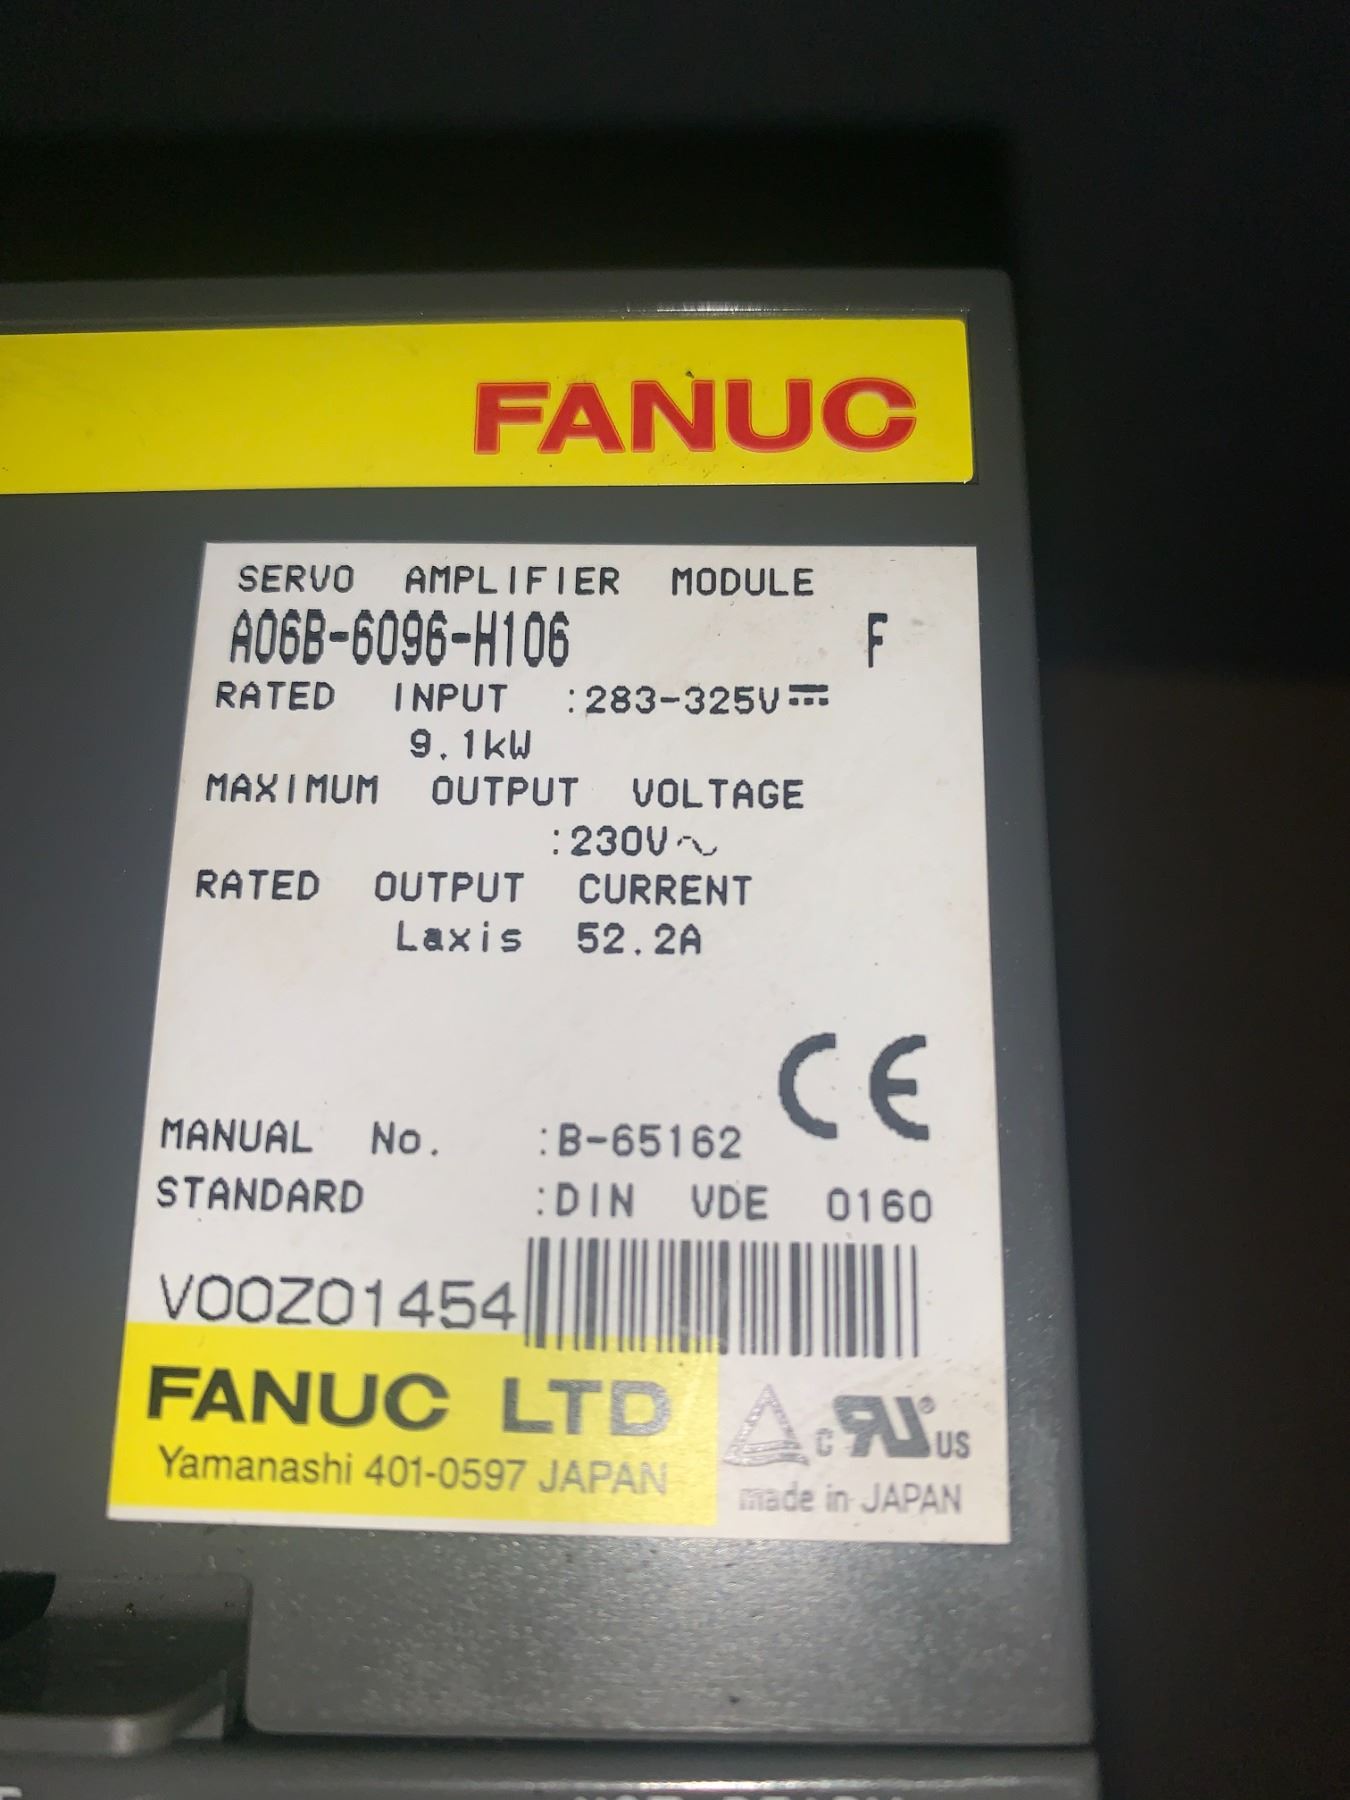 FANUC
SERVO AMPLIFIER MODULE
A06B-6096-H106 F
RATED INPUT :283-325V⎓
9.1kW
MAXIMUM OUTPUT VOLTAGE
:230V~
RATED OUTPUT CURRENT
Laxis 52.2A
CE
MANUAL No. :B-65162
STANDARD :DIN VDE 0160
V00Z01454
FANUC LTD
Yamanashi 401-0597 JAPAN
c RU® US
made in JAPAN